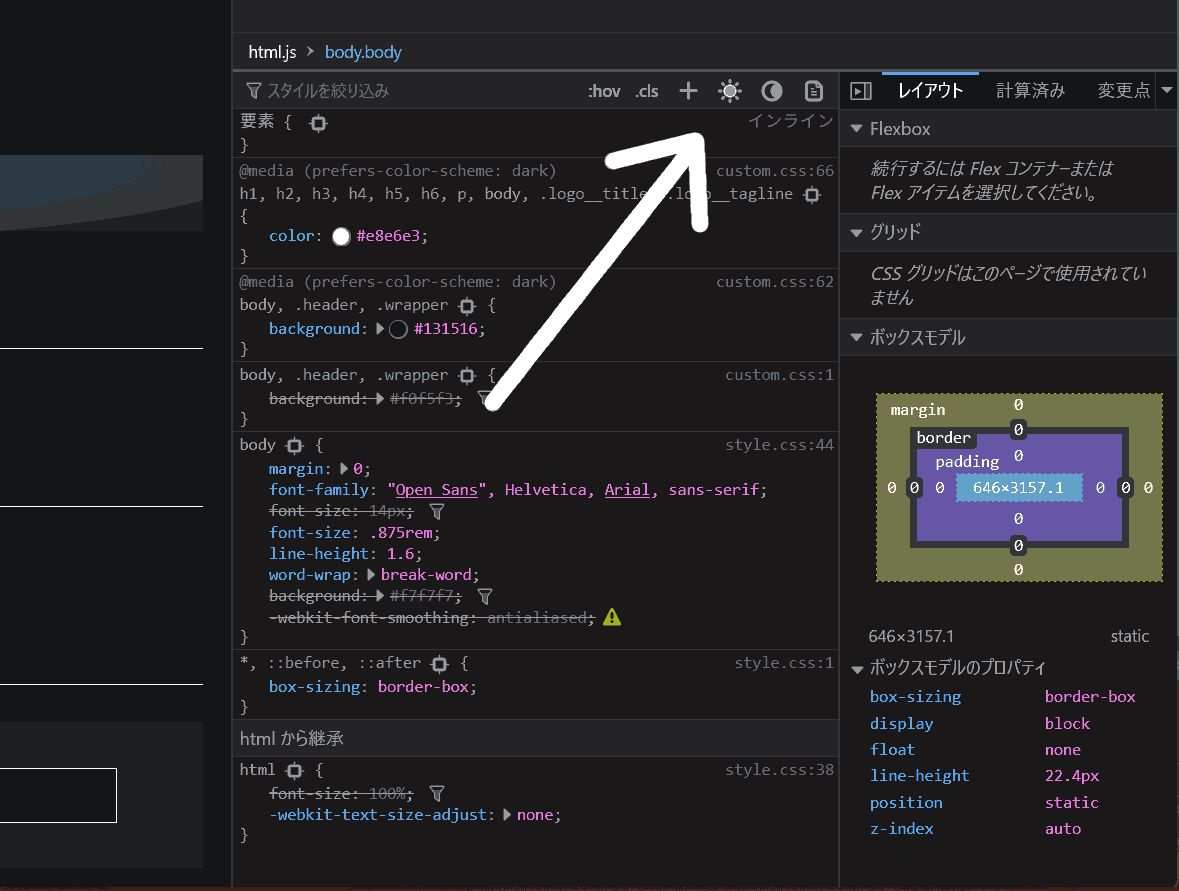 html.js > body.body
スタイルを絞り込み :hov .cls +
要素 { インライン
}
@media (prefers-color-scheme: dark) custom.css:66
h1, h2, h3, h4, h5, h6, p, body, .logo__title, .logo__tagline
{
color: #e8e6e3;
}
@media (prefers-color-scheme: dark) custom.css:62
body, .header, .wrapper {
background: #131516;
}
body, .header, .wrapper { custom.css:1
background: #f0f5f3;
}
body { style.css:44
margin: 0;
font-family: "Open Sans", Helvetica, Arial, sans-serif;
font-size: 14px;
font-size: .875rem;
line-height: 1.6;
word-wrap: break-word;
background: #f7f7f7;
-webkit-font-smoothing: antialiased;
}
*, ::before, ::after { style.css:1
box-sizing: border-box;
}
html から継承
html { style.css:38
font-size: 100%;
-webkit-text-size-adjust: none;
}
レイアウト 計算済み 変更点
Flexbox
続行するには Flex コンテナーまたは
Flex アイテムを選択してください。
グリッド
CSS グリッドはこのページで使用されてい
ません
ボックスモデル
margin 0
border 0
padding 0
0 0 0 646×3157.1 0 0 0
0
0
0
646×3157.1 static
ボックスモデルのプロパティ
box-sizing border-box
display block
float none
line-height 22.4px
position static
z-index auto